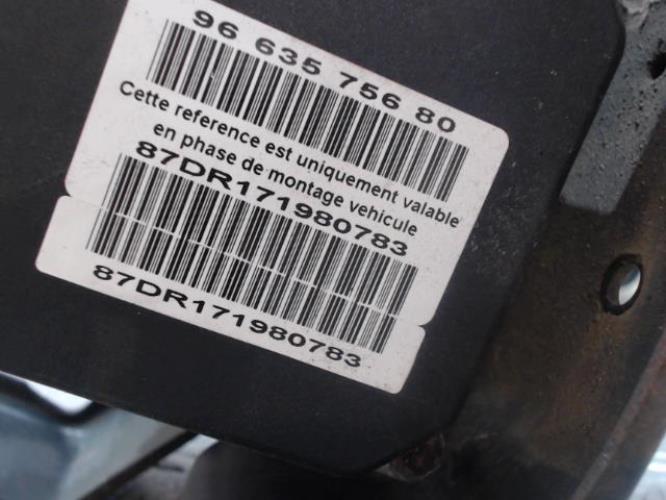 96 635 756 80
Cette reference est uniquement valable
en phase de montage vehicule
87DR171980783
87DR171980783